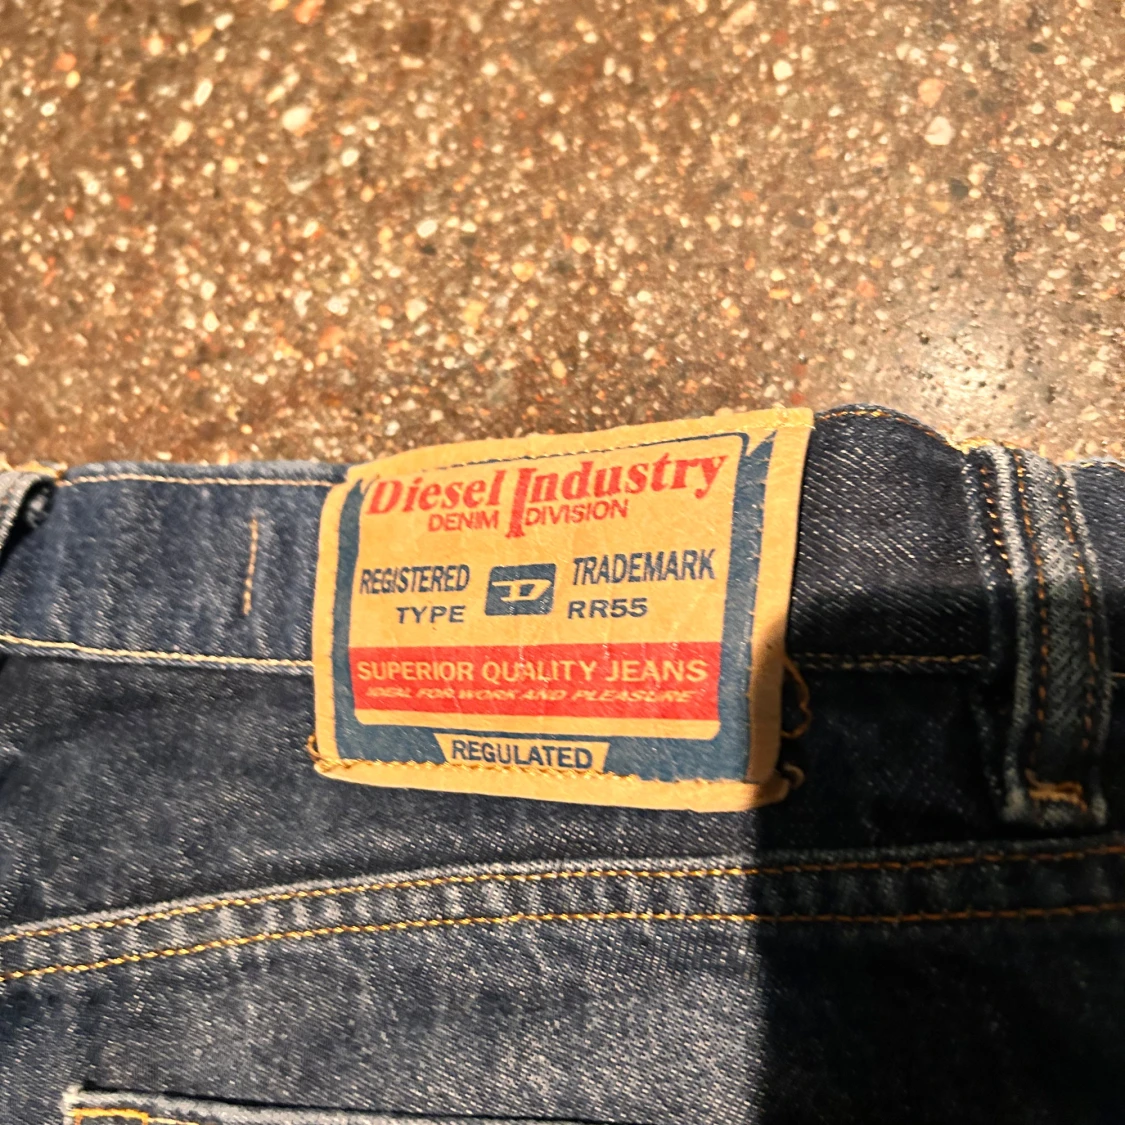 Diesel Industry
DENIM DIVISION
REGISTERED D TRADEMARK
TYPE RR55
SUPERIOR QUALITY JEANS
IDEAL FOR WORK AND PLEASURE
REGULATED